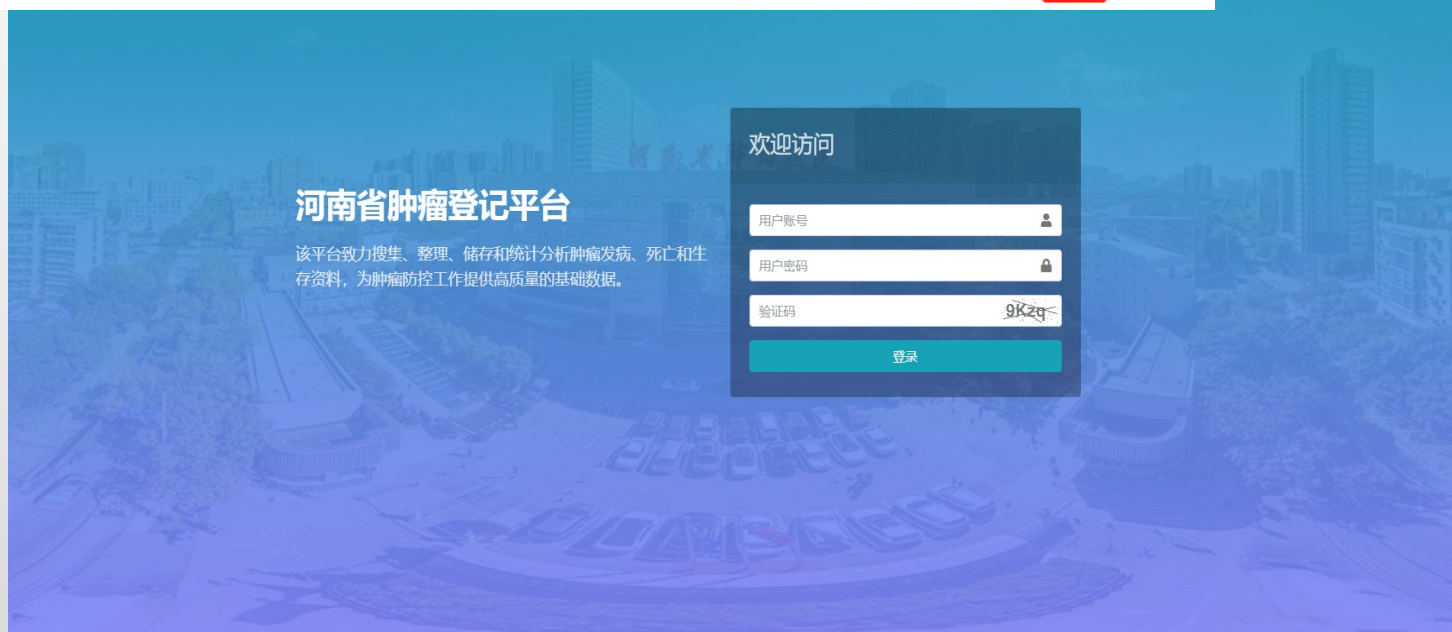 河南省肿瘤登记平台
该平台致力搜集、整理、储存和统计分析肿瘤发病、死亡和生
存资料，为肿瘤防控工作提供高质量的基础数据。
欢迎访问
用户账号
用户密码
验证码 9Kzq
登录
河南省